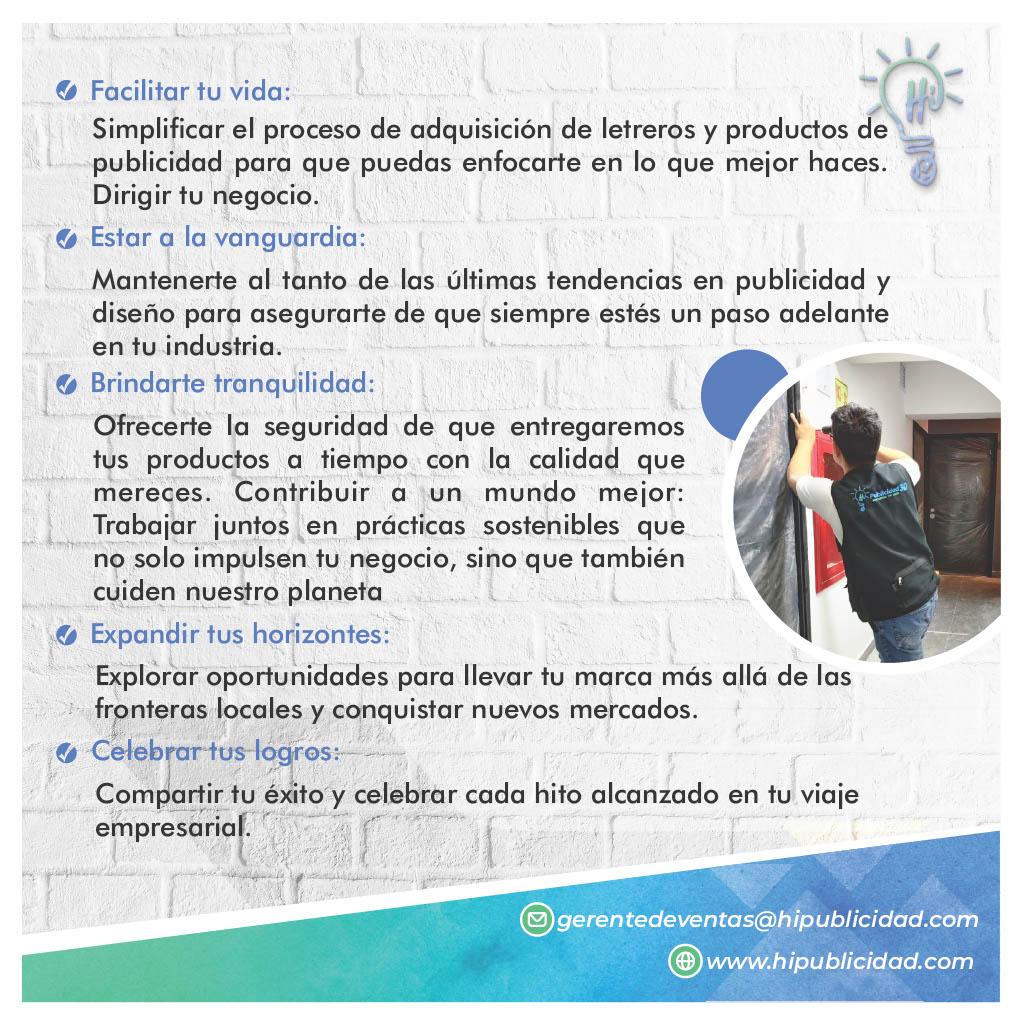 Hi
Facilitar tu vida:
Simplificar el proceso de adquisición de letreros y productos de
publicidad para que puedas enfocarte en lo que mejor haces.
Dirigir tu negocio.
Estar a la vanguardia:
Mantenerte al tanto de las últimas tendencias en publicidad y
diseño para asegurarte de que siempre estés un paso adelante
en tu industria.
Brindarte tranquilidad:
Ofrecerte la seguridad de que entregaremos
tus productos a tiempo con la calidad que
mereces. Contribuir a un mundo mejor:
Trabajar juntos en prácticas sostenibles que
no solo impulsen tu negocio, sino que también
cuiden nuestro planeta
Hi Publicidad 3D
Expandir tus horizontes:
Explorar oportunidades para llevar tu marca más allá de las
fronteras locales y conquistar nuevos mercados.
Celebrar tus logros:
Compartir tu éxito y celebrar cada hito alcanzado en tu viaje
empresarial.
gerentedeventas@hipublicidad.com
www.hipublicidad.com